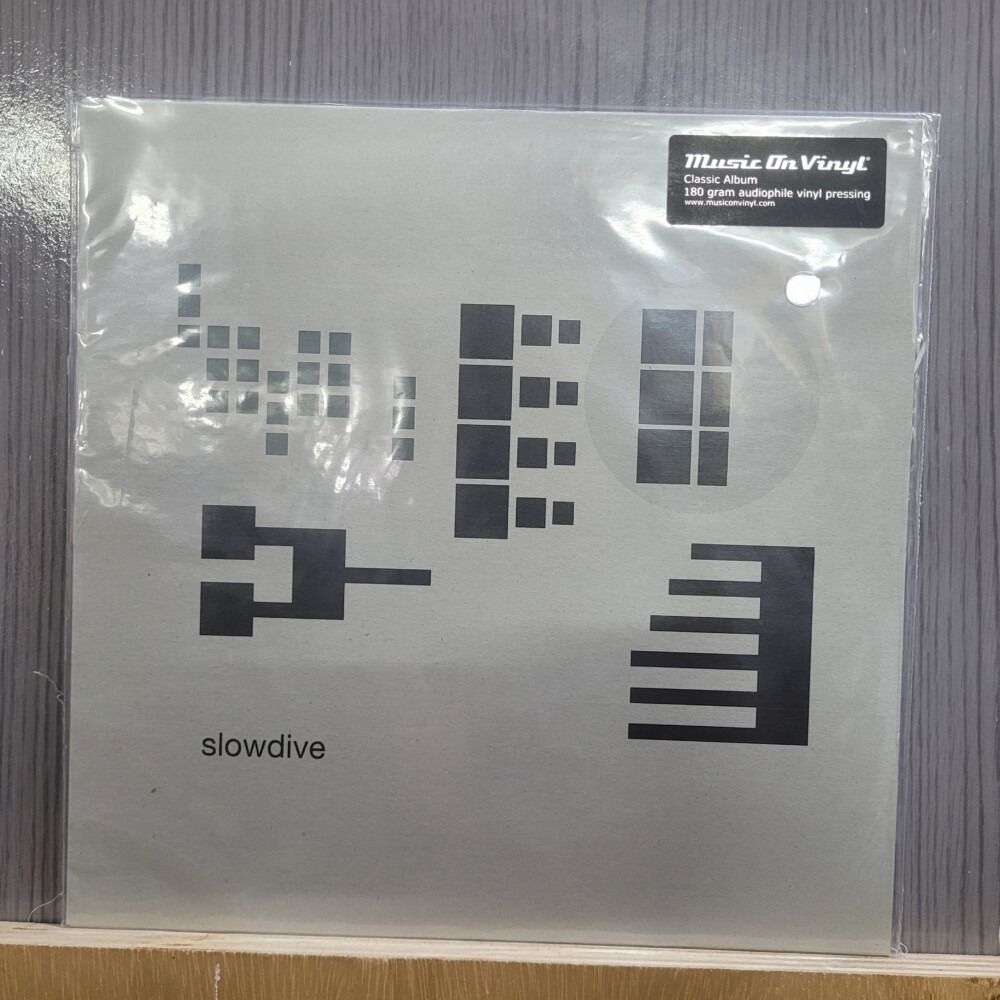 Music On Vinyl®
Classic Album
180 gram audiophile vinyl pressing
www.musiconvinyl.com
slowdive